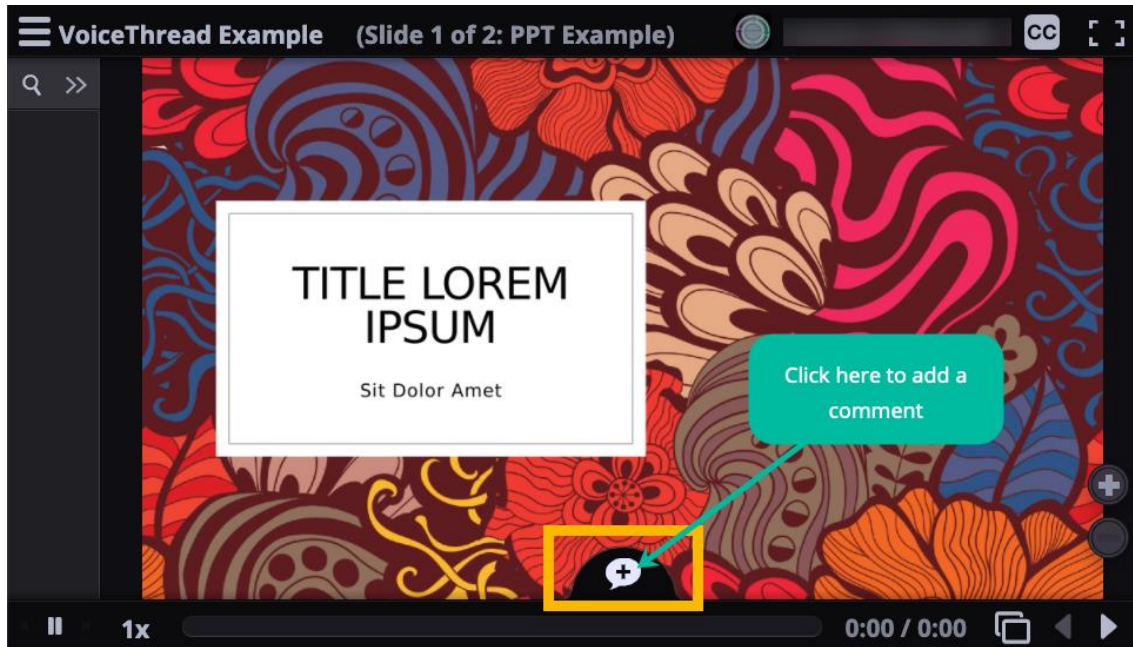 VoiceThread Example (Slide 1 of 2: PPT Example)
CC
TITLE LOREM
IPSUM
Sit Dolor Amet
Click here to add a
comment
1x
0:00 / 0:00